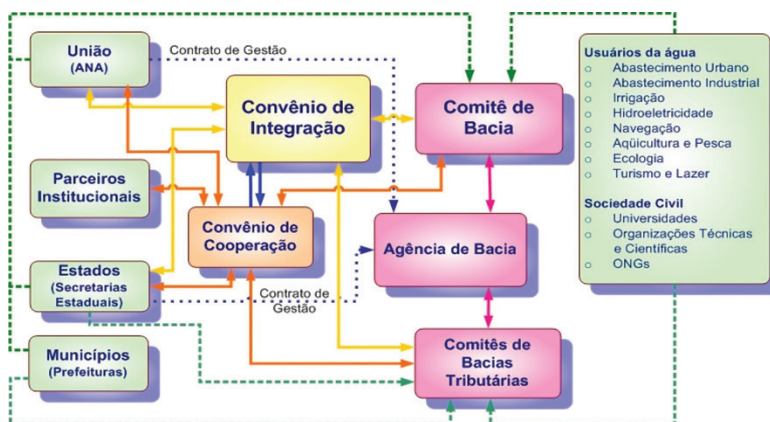 União
(ANA)
Contrato de Gestão
Convênio de
Integração
Comitê de
Bacia
Parceiros
Institucionais
Convênio de
Cooperação
Agência de Bacia
Estados
(Secretarias
Estaduais)
Contrato de
Gestão
Municípios
(Prefeituras)
Comitês de
Bacias
Tributárias
Usuários da água
o Abastecimento Urbano
o Abastecimento Industrial
o Irrigação
o Hidroeletricidade
o Navegação
o Aqüicultura e Pesca
o Ecologia
o Turismo e Lazer
Sociedade Civil
o Universidades
o Organizações Técnicas
e Científicas
o ONGs